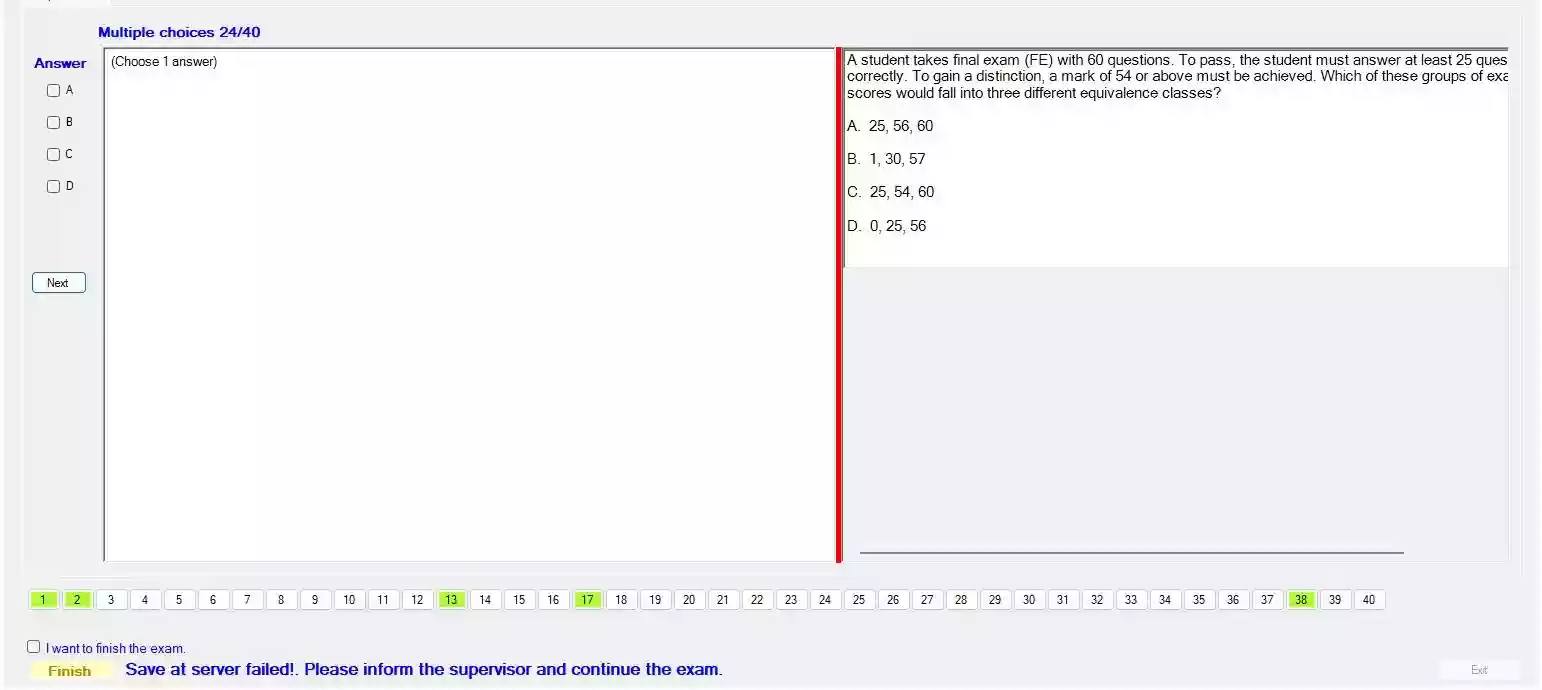 Multiple choices 24/40
Answer
(Choose 1 answer)
A
B
C
D
Next
A student takes final exam (FE) with 60 questions. To pass, the student must answer at least 25 ques
correctly. To gain a distinction, a mark of 54 or above must be achieved. Which of these groups of exa
scores would fall into three different equivalence classes?
A. 25, 56, 60
B. 1, 30, 57
C. 25, 54, 60
D. 0, 25, 56
1 2 3 4 5 6 7 8 9 10 11 12 13 14 15 16 17 18 19 20 21 22 23 24 25 26 27 28 29 30 31 32 33 34 35 36 37 38 39 40
I want to finish the exam.
Finish Save at server failed!. Please inform the supervisor and continue the exam.
Exit